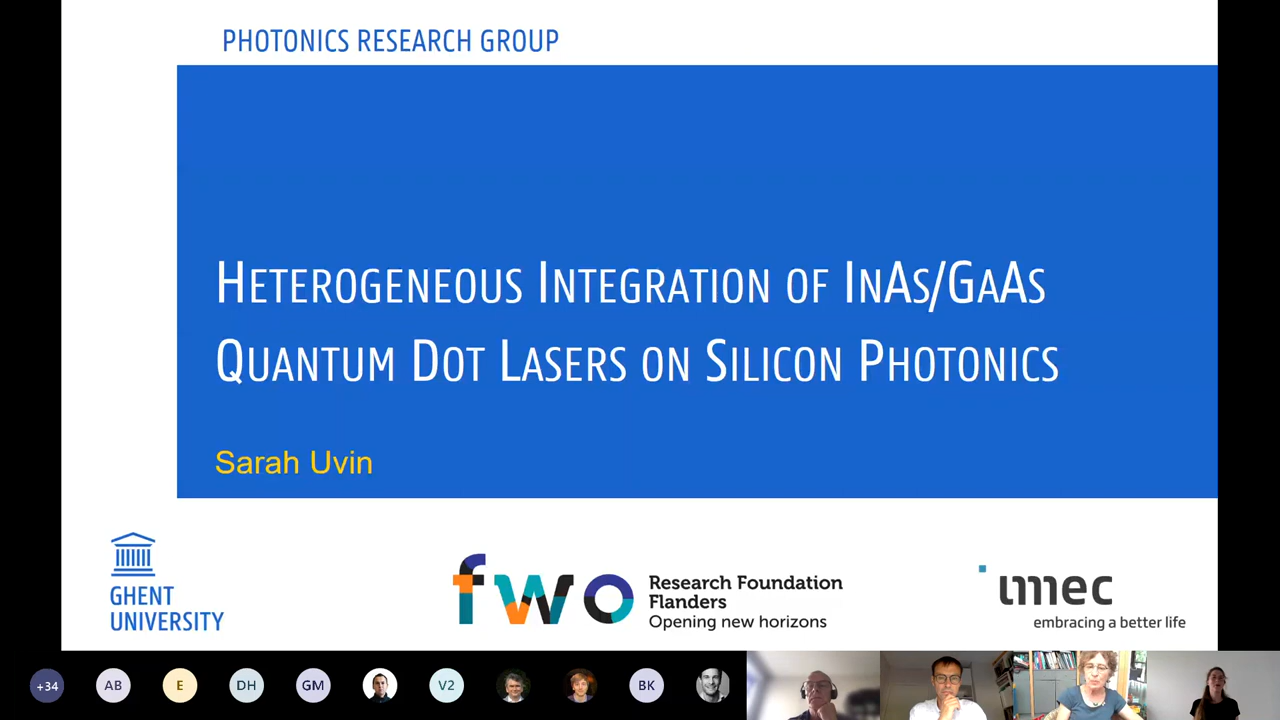 PHOTONICS RESEARCH GROUP
HETEROGENEOUS INTEGRATION OF INAS/GAAS
QUANTUM DOT LASERS ON SILICON PHOTONICS
Sarah Uvin
GHENT
UNIVERSITY
fwo
Research Foundation
Flanders
Opening new horizons
imec
embracing a better life
+34
AB
E
DH
GM
V2
BK